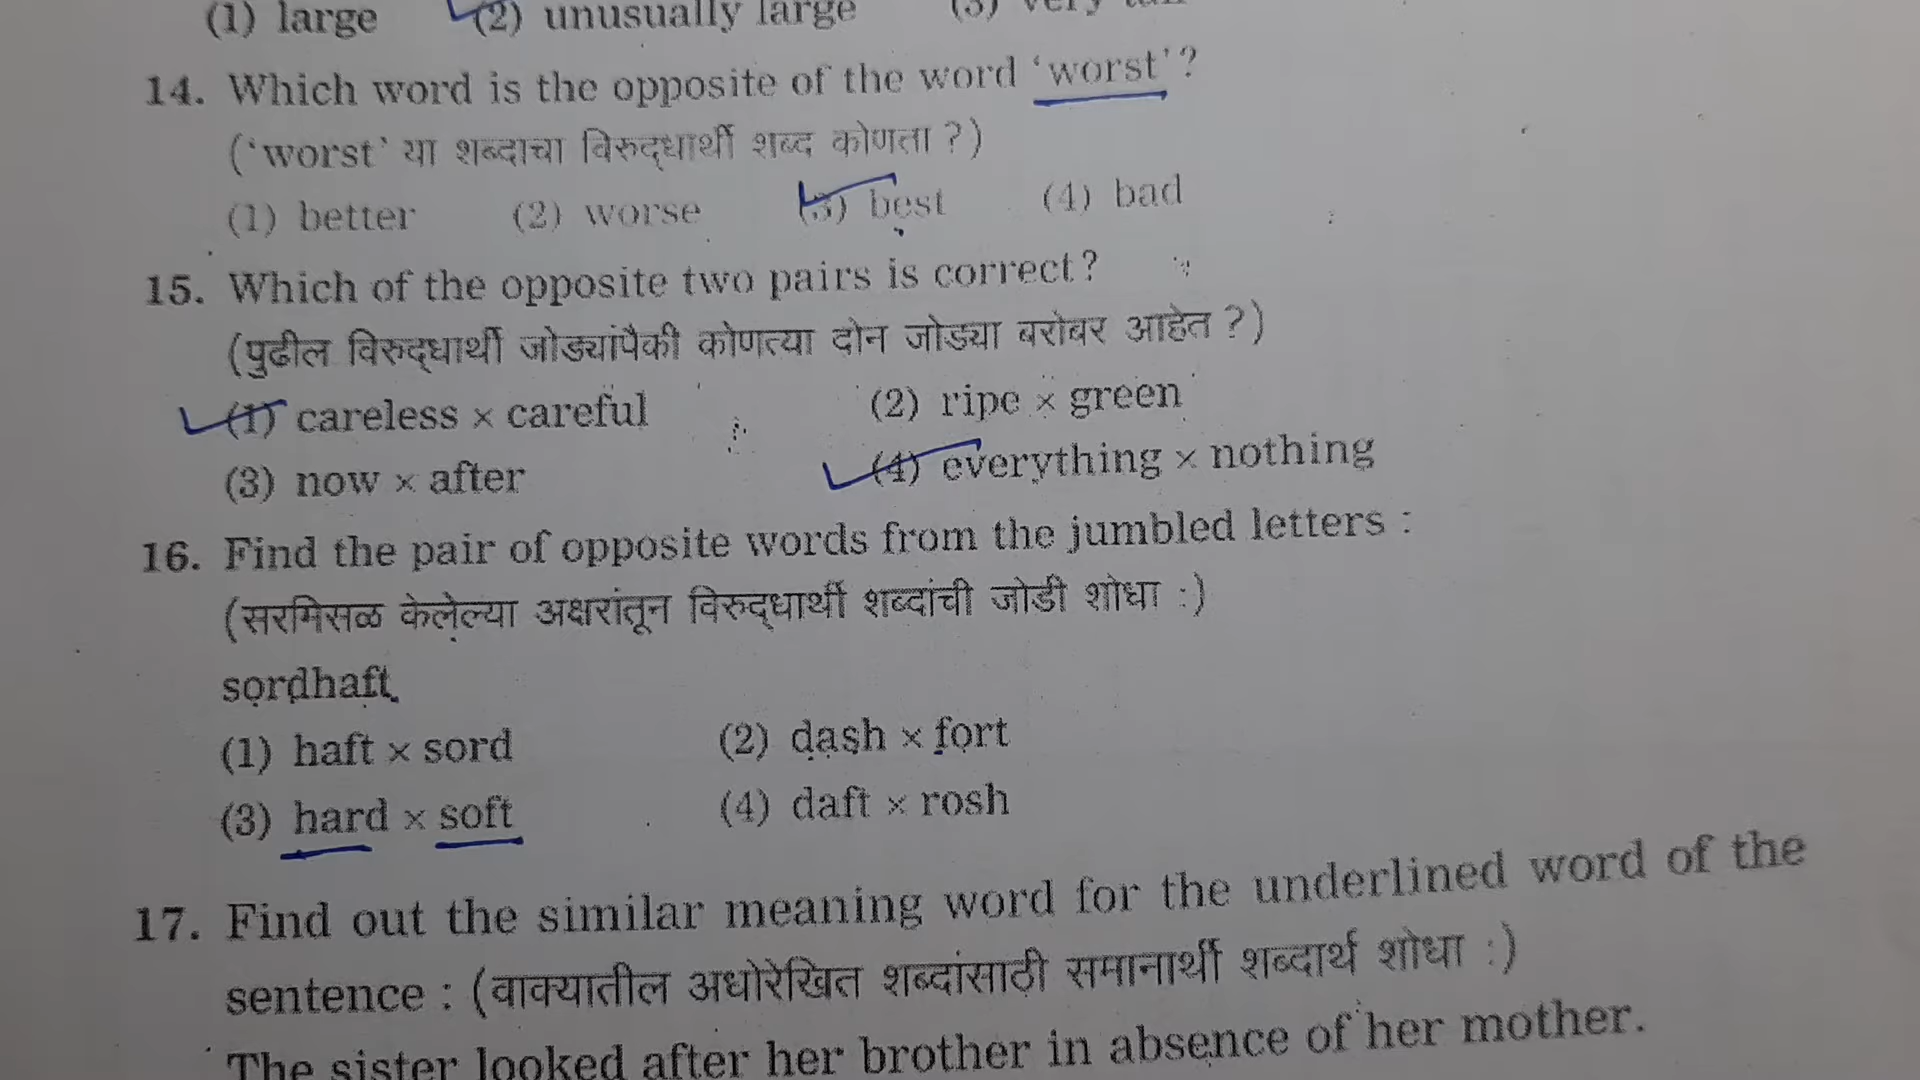 (1) large (2) unusually large (3) very tall
14. Which word is the opposite of the word 'worst'?
('worst' या शब्दाचा विरुद्धार्थी शब्द कोणता ?)
(1) better (2) worse (3) best (4) bad
15. Which of the opposite two pairs is correct?
(पुढील विरुद्धार्थी जोड्यांपैकी कोणत्या दोन जोड्या बरोबर आहेत ?)
(1) careless × careful (2) ripe × green
(3) now × after (4) everything × nothing
16. Find the pair of opposite words from the jumbled letters :
(सरमिसळ केलेल्या अक्षरांतून विरुद्धार्थी शब्दांची जोडी शोधा :)
sordhaft
(1) haft × sord (2) dash × fort
(3) hard × soft (4) daft × rosh
17. Find out the similar meaning word for the underlined word of the
sentence : (वाक्यातील अधोरेखित शब्दांसाठी समानार्थी शब्दार्थ शोधा :)
The sister looked after her brother in absence of her mother.